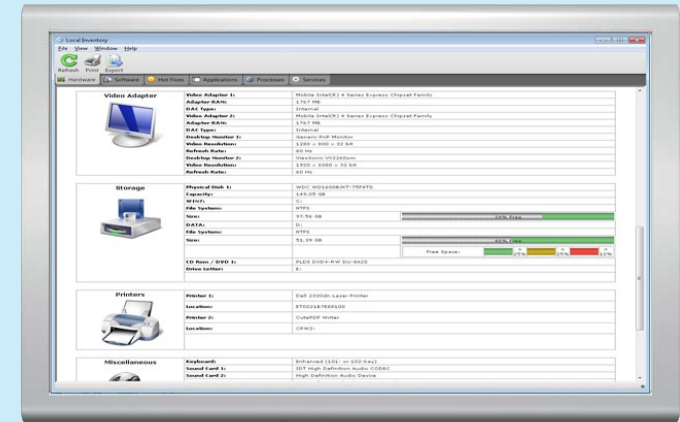 Local Inventory
File View Window Help
Refresh Print Export
Hardware Software Hot Fixes Applications Processes Services
Video Adapter
Video Adapter 1: Mobile Intel(R) 4 Series Express Chipset Family
Adapter RAM: 1767 MB
DAC Type: Internal
Video Adapter 2: Mobile Intel(R) 4 Series Express Chipset Family
Adapter RAM: 1767 MB
DAC Type: Internal
Desktop Monitor 1: Generic PnP Monitor
Video Resolution: 1280 x 800 x 32 bit
Refresh Rate: 60 Hz
Desktop Monitor 2:
Video Resolution: 1920 x 1080 x 32 bit
Refresh Rate: 60 Hz
Storage
Physical Disk 1:
Capacity: 149.05 GB
WIN7: C:
File System: NTFS
Size: 97.56 GB
DATA: D:
File System: NTFS
Size: 51.39 GB
Free Space:
CD Rom / DVD 1:
Drive Letter: E:
Printers
Printer 1: Dell 2330dn Laser Printer
Location:
Printer 2: CutePDF Writer
Location: CPW2:
Miscellaneous
Keyboard: Enhanced (101- or 102-key)
Sound Card 1: IDT High Definition Audio CODEC
Sound Card 2: High Definition Audio Device